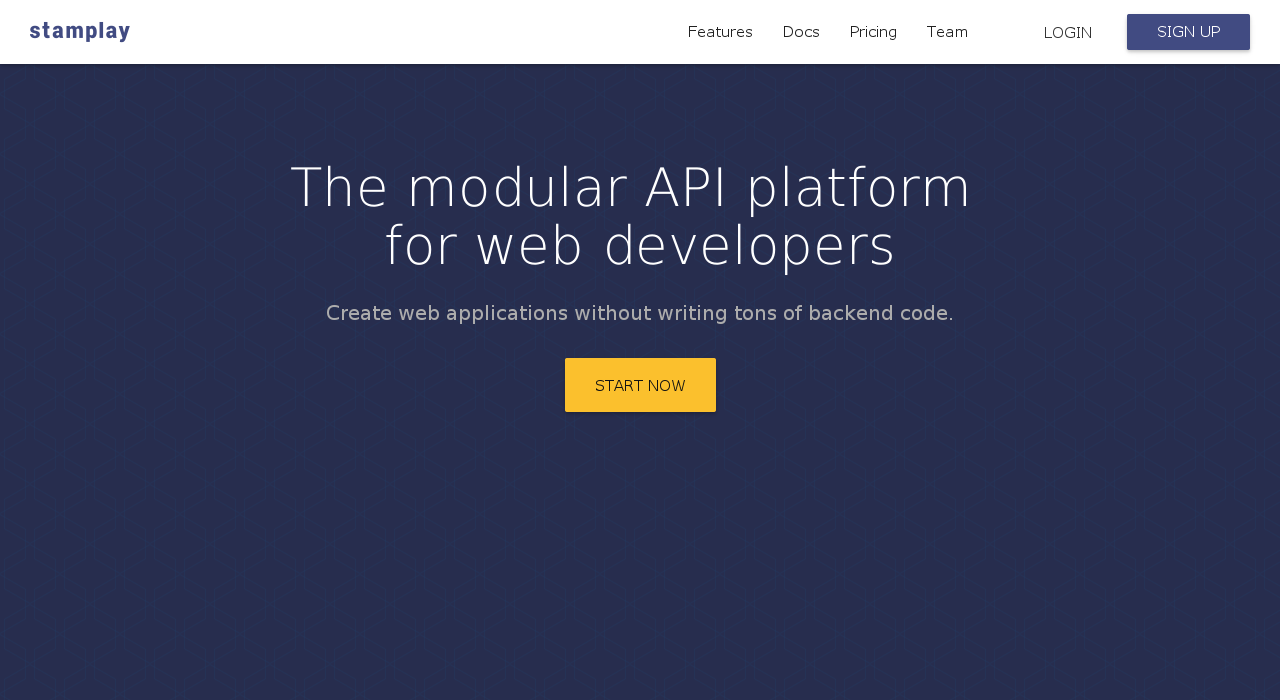 stamplay
Features
Docs
Pricing
Team
LOGIN
SIGN UP
The modular API platform
for web developers
Create web applications without writing tons of backend code.
START NOW